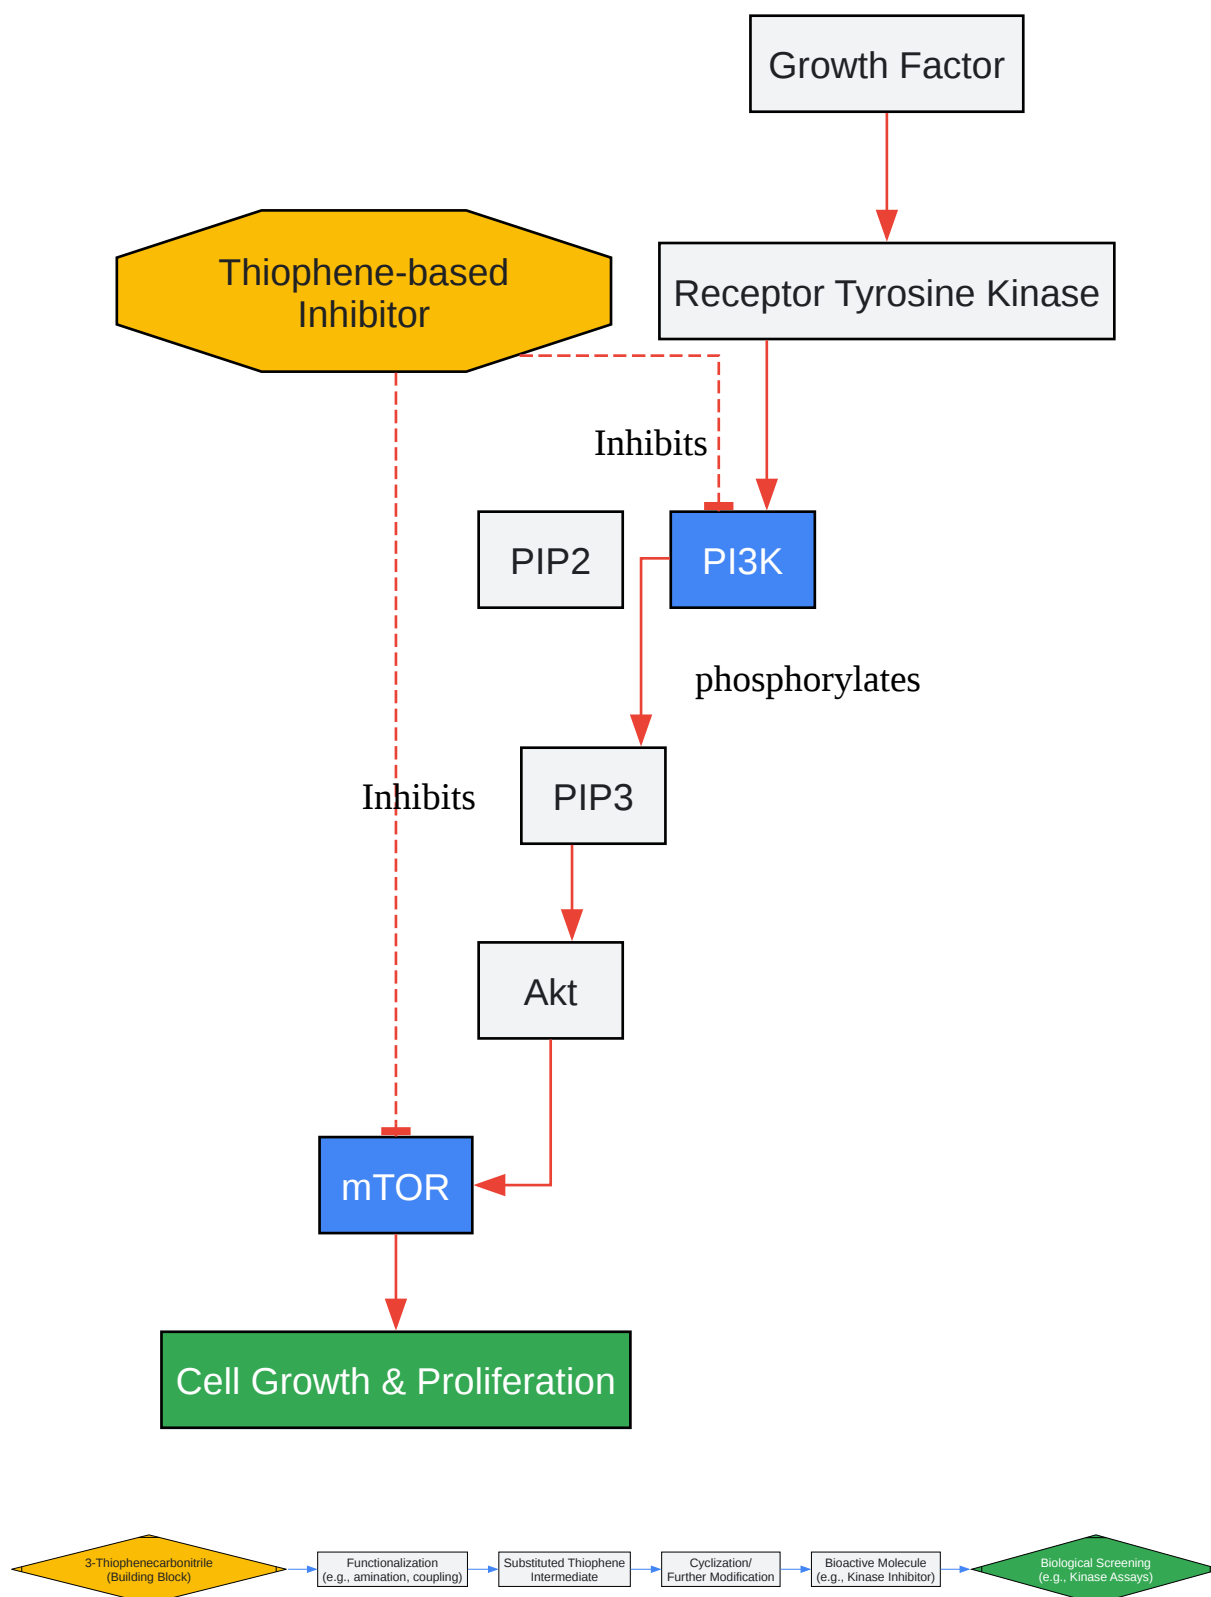 Growth Factor
Thiophene-based
Inhibitor
Receptor Tyrosine Kinase
Inhibits
PIP2
PI3K
phosphorylates
Inhibits
PIP3
Akt
mTOR
Cell Growth & Proliferation
3-Thiophenecarbonitrile
(Building Block)
Functionalization
(e.g., amination, coupling)
Substituted Thiophene
Intermediate
Cyclization/
Further Modification
Bioactive Molecule
(e.g., Kinase Inhibitor)
Biological Screening
(e.g., Kinase Assays)